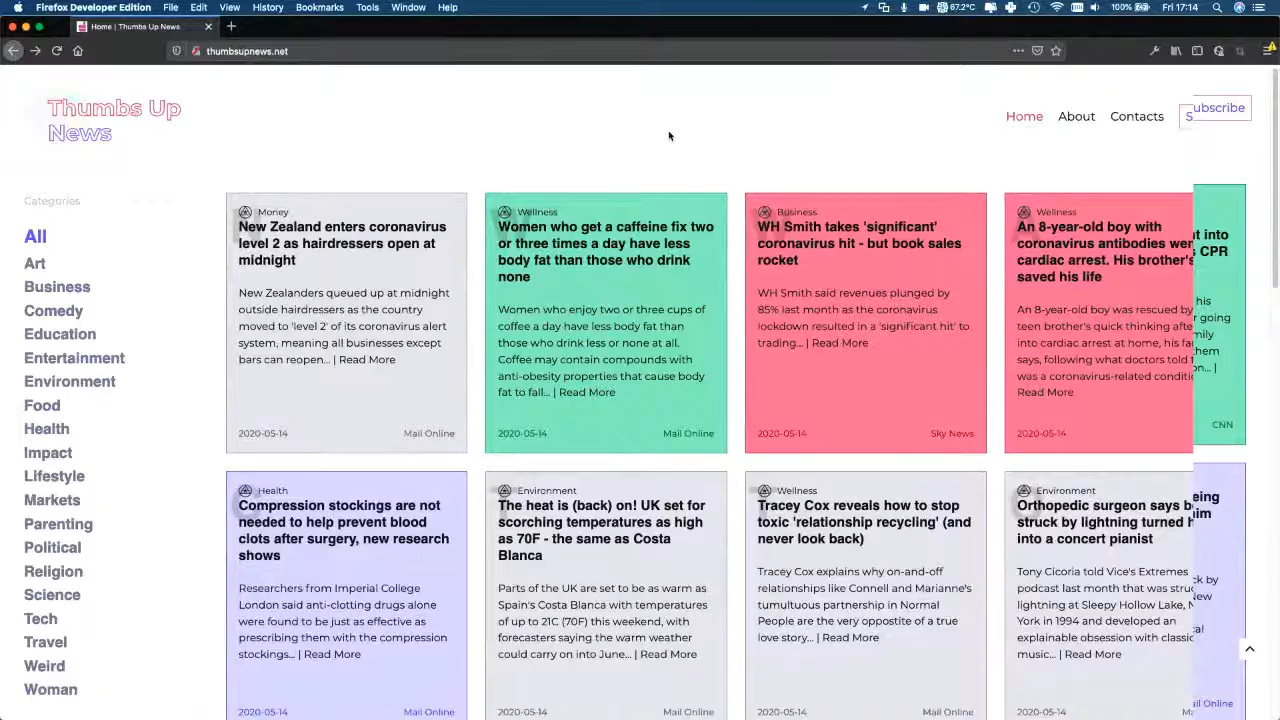 Firefox Developer Edition File Edit View History Bookmarks Tools Window Help 67.2°C 100% Fri 17:14
Home | Thumbs Up News
thumbsupnews.net
Thumbs Up
News
Home About Contacts S
ubscribe
Categories
All
Art
Business
Comedy
Education
Entertainment
Environment
Food
Health
Impact
Lifestyle
Markets
Parenting
Political
Religion
Science
Tech
Travel
Weird
Woman
Money
New Zealand enters coronavirus
level 2 as hairdressers open at
midnight
New Zealanders queued up at midnight
outside hairdressers as the country
moved to 'level 2' of its coronavirus alert
system, meaning all businesses except
bars can reopen... | Read More
2020-05-14 Mail Online
Wellness
Women who get a caffeine fix two
or three times a day have less
body fat than those who drink
none
Women who enjoy two or three cups of
coffee a day have less body fat than
those who drink less or none at all.
Coffee may contain compounds with
anti-obesity properties that cause body
fat to fall... | Read More
2020-05-14 Mail Online
Business
WH Smith takes 'significant'
coronavirus hit - but book sales
rocket
WH Smith said revenues plunged by
85% last month as the coronavirus
lockdown resulted in a 'significant hit' to
trading... | Read More
2020-05-14 Sky News
Wellness
An 8-year-old boy with
coronavirus antibodies wen
cardiac arrest. His brother's
saved his life
An 8-year-old boy was rescued by
teen brother's quick thinking afte
into cardiac arrest at home, his fa
says, following what doctors told
was a coronavirus-related conditio
Read More
2020-05-14
t into
CPR
his
r going
mily
them
on... |
CNN
Health
Compression stockings are not
needed to help prevent blood
clots after surgery, new research
shows
Researchers from Imperial College
London said anti-clotting drugs alone
were found to be just as effective as
prescribing them with the compression
stockings... | Read More
2020-05-14 Mail Online
Environment
The heat is (back) on! UK set for
scorching temperatures as high
as 70F - the same as Costa
Blanca
Parts of the UK are set to be as warm as
Spain's Costa Blanca with temperatures
of up to 21C (70F) this weekend, with
forecasters saying the warm weather
could carry on into June... | Read More
2020-05-14 Mail Online
Wellness
Tracey Cox reveals how to stop
toxic 'relationship recycling' (and
never look back)
Tracey Cox explains why on-and-off
relationships like Connell and Marianne's
tumultuous partnership in Normal
People are the very oppostite of a true
love story... | Read More
2020-05-14 Mail Online
Environment
Orthopedic surgeon says b
struck by lightning turned h
into a concert pianist
Tony Cicoria told Vice's Extremes
podcast last month that was struc
lightning at Sleepy Hollow Lake, N
York in 1994 and developed an
explainable obsession with classic
music... | Read More
2020-05-14 Mail
eing
im
ck by
New
cal
ail Online